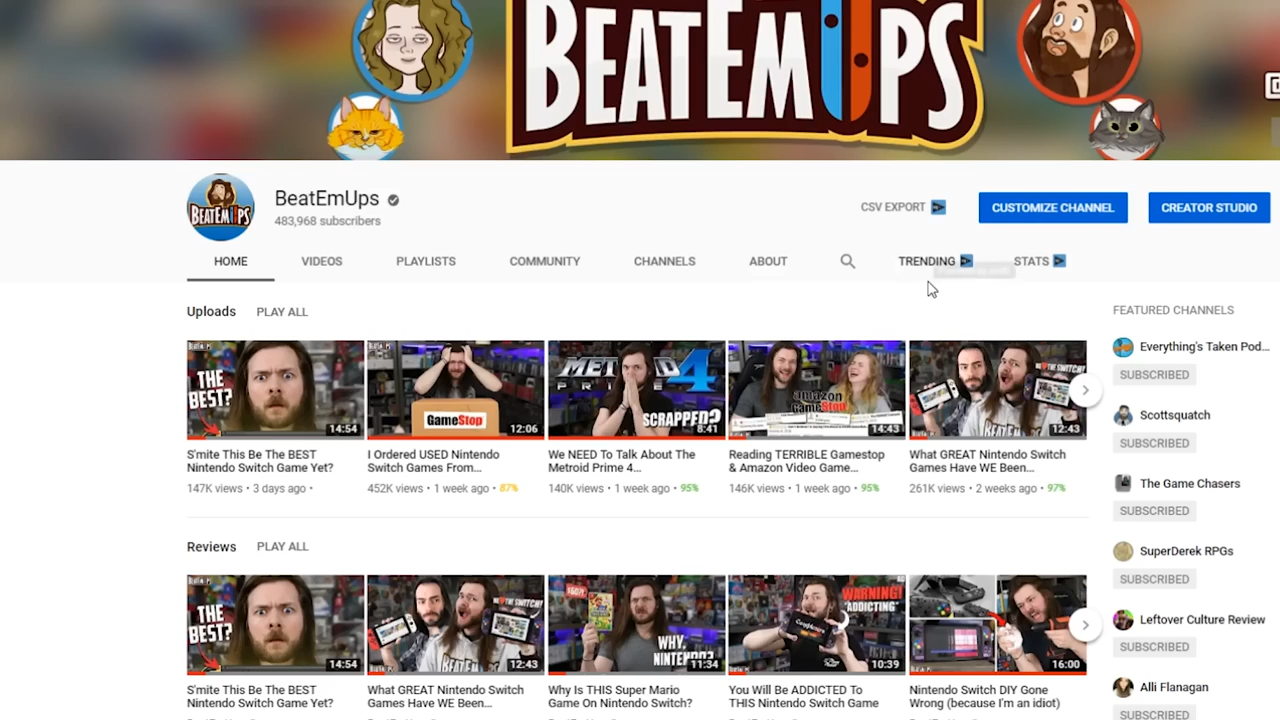 BEATEMUPS
BEATEMUPS
BeatEmUps
483,968 subscribers
CSV EXPORT
CUSTOMIZE CHANNEL
CREATOR STUDIO
HOME
VIDEOS
PLAYLISTS
COMMUNITY
CHANNELS
ABOUT
TRENDING
STATS
Uploads
PLAY ALL
FEATURED CHANNELS
THE
BEST?
14:54
GameStop
12:06
METROID
PRIME 4
SCRAPPED?
8:41
amazon
GameStop
14:43
12:43
S'mite This Be The BEST
Nintendo Switch Game Yet?
147K views • 3 days ago •
I Ordered USED Nintendo
Switch Games From...
452K views • 1 week ago • 87%
We NEED To Talk About The
Metroid Prime 4...
140K views • 1 week ago • 95%
Reading TERRIBLE Gamestop
& Amazon Video Game...
146K views • 1 week ago • 95%
What GREAT Nintendo Switch
Games Have WE Been...
261K views • 2 weeks ago • 97%
Everything's Taken Pod...
SUBSCRIBED
Scottsquatch
SUBSCRIBED
The Game Chasers
SUBSCRIBED
SuperDerek RPGs
SUBSCRIBED
Leftover Culture Review
SUBSCRIBED
Alli Flanagan
SUBSCRIBED
Reviews
PLAY ALL
THE
BEST?
14:54
12:43
WHY,
NINTENDO?
11:34
WARNING!
"ADDICTING"
10:39
16:00
S'mite This Be The BEST
Nintendo Switch Game Yet?
What GREAT Nintendo Switch
Games Have WE Been...
Why Is THIS Super Mario
Game On Nintendo Switch?
You Will Be ADDICTED To
THIS Nintendo Switch Game
Nintendo Switch DIY Gone
Wrong (because I'm an idiot)